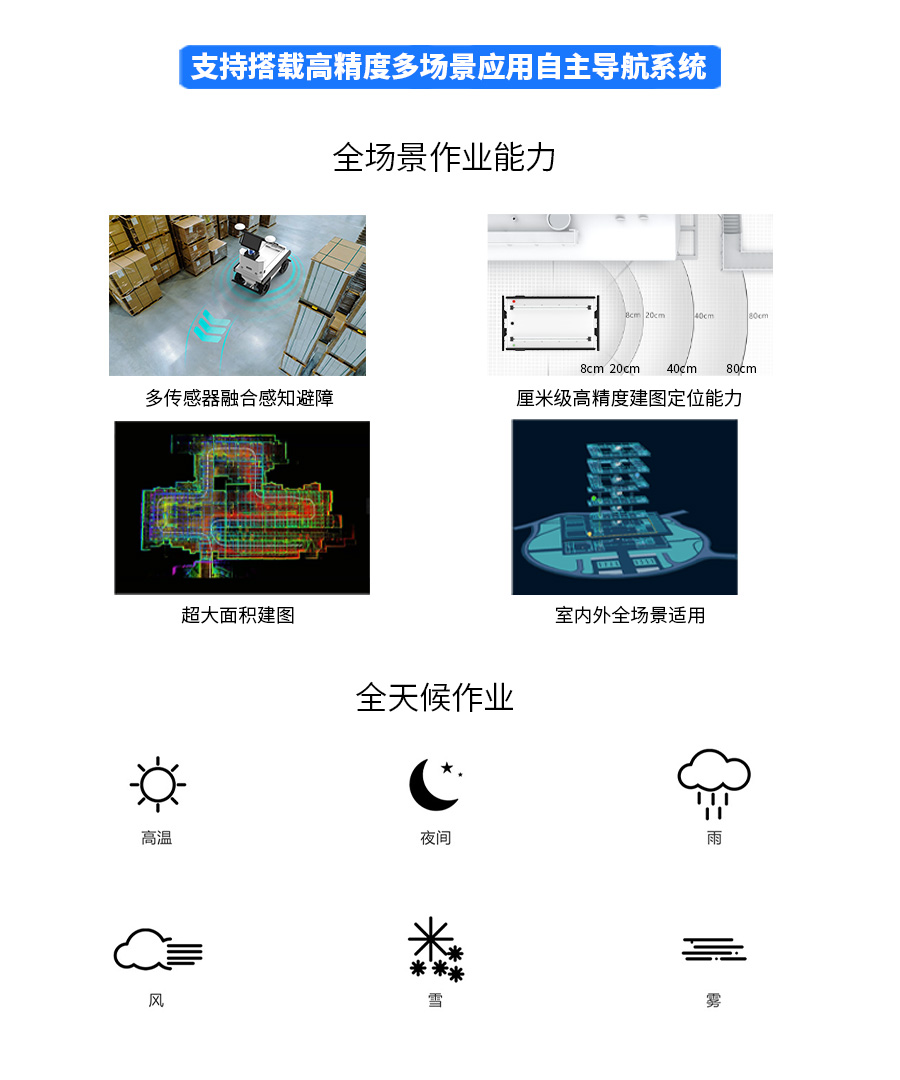 支持搭载高精度多场景应用自主导航系统
全场景作业能力
8cm 20cm 40cm 80cm
8cm 20cm 40cm 80cm
多传感器融合感知避障
厘米级高精度建图定位能力
超大面积建图
室内外全场景适用
全天候作业
高温
夜间
雨
风
雪
雾